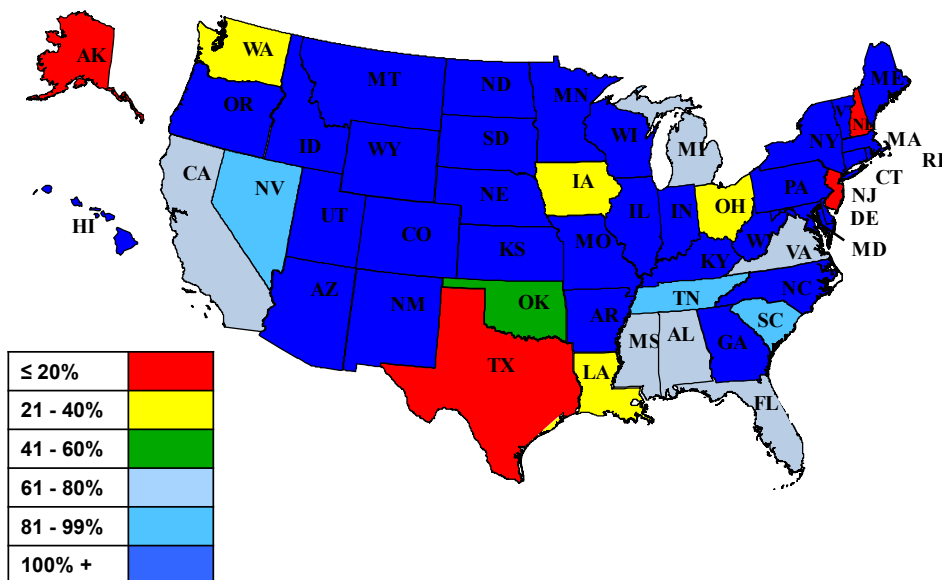 AK
WA
MT
ND
MN
ME
OR
ID
WY
SD
WI
MI
NY
MA
RI
CT
CA
NV
NE
IA
PA
NJ
HI
UT
CO
KS
MO
IL
IN
OH
DE
MD
WV
VA
KY
AZ
NM
OK
AR
TN
NC
SC
MS
AL
GA
TX
LA
FL
≤ 20%
21 - 40%
41 - 60%
61 - 80%
81 - 99%
100% +